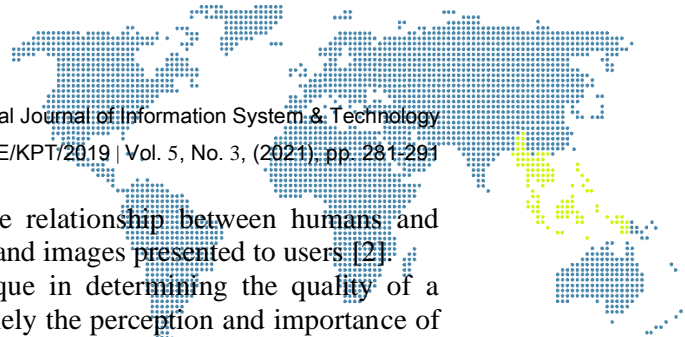 al Journal of Information System & Technology
E/KPT/2019 | Vol. 5, No. 3, (2021), pp. 281-291
e relationship between humans and
and images presented to users [2].
que in determining the quality of a
ely the perception and importance of